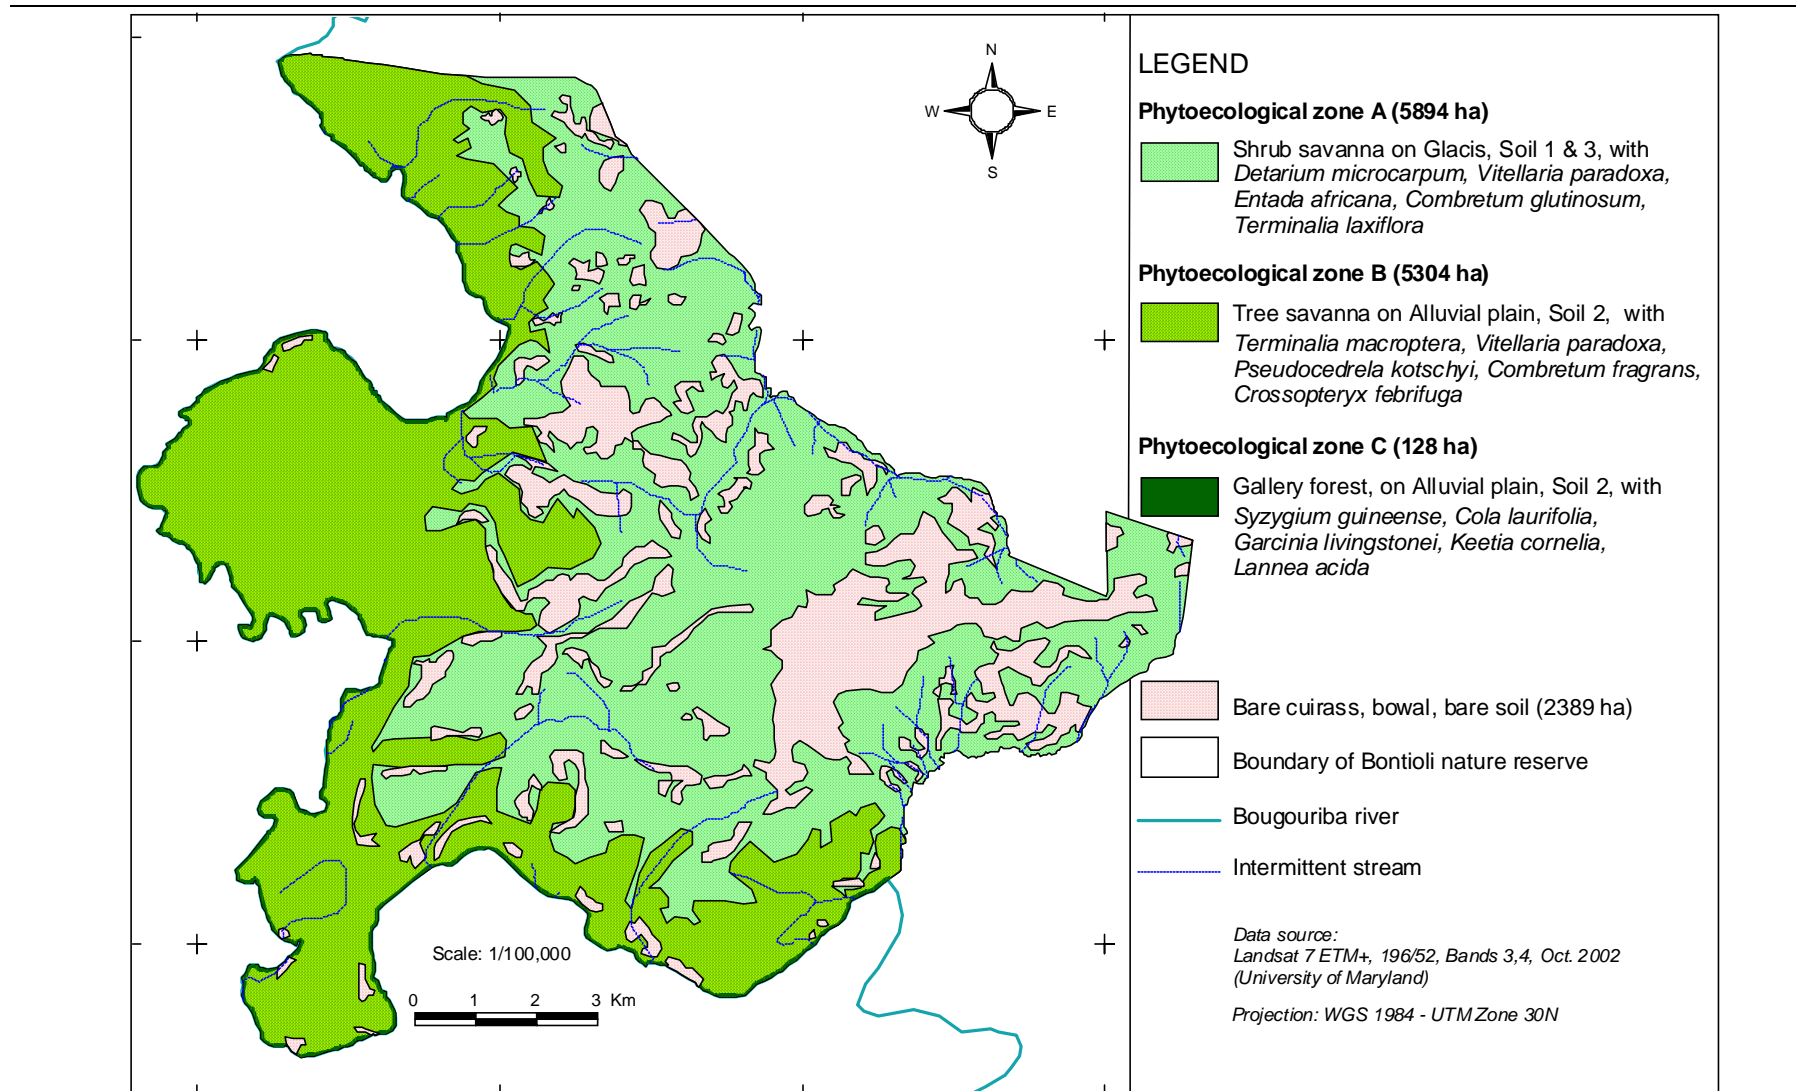 N
W
E
S
Scale: 1/100,000
0 1 2 3 Km
LEGEND
Phytoecological zone A (5894 ha)
Shrub savanna on Glacis, Soil 1 & 3, with
Detarium microcarpum, Vitellaria paradoxa,
Entada africana, Combretum glutinosum,
Terminalia laxiflora
Phytoecological zone B (5304 ha)
Tree savanna on Alluvial plain, Soil 2, with
Terminalia macroptera, Vitellaria paradoxa,
Pseudocedrela kotschyi, Combretum fragrans,
Crossopteryx febrifuga
Phytoecological zone C (128 ha)
Gallery forest, on Alluvial plain, Soil 2, with
Syzygium guineense, Cola laurifolia,
Garcinia livingstonei, Keetia cornelia,
Lannea acida
Bare cuirass, bowal, bare soil (2389 ha)
Boundary of Bontioli nature reserve
Bougouriba river
Intermittent stream
Data source:
Landsat 7 ETM+, 196/52, Bands 3,4, Oct. 2002
(University of Maryland)
Projection: WGS 1984 - UTM Zone 30N